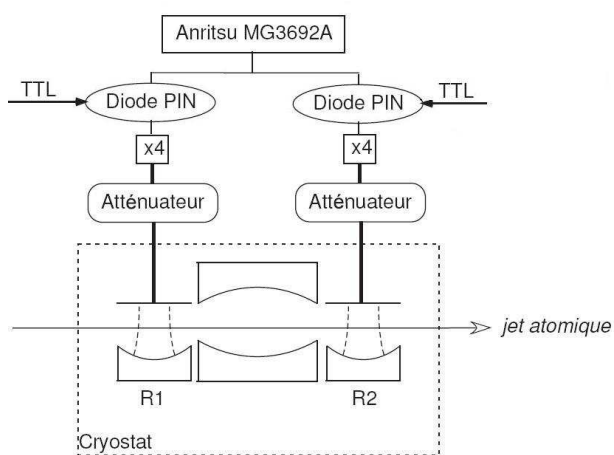 Anritsu MG3692A
TTL
Diode PIN
Diode PIN
TTL
x4
x4
Atténuateur
Atténuateur
jet atomique
R1
R2
Cryostat